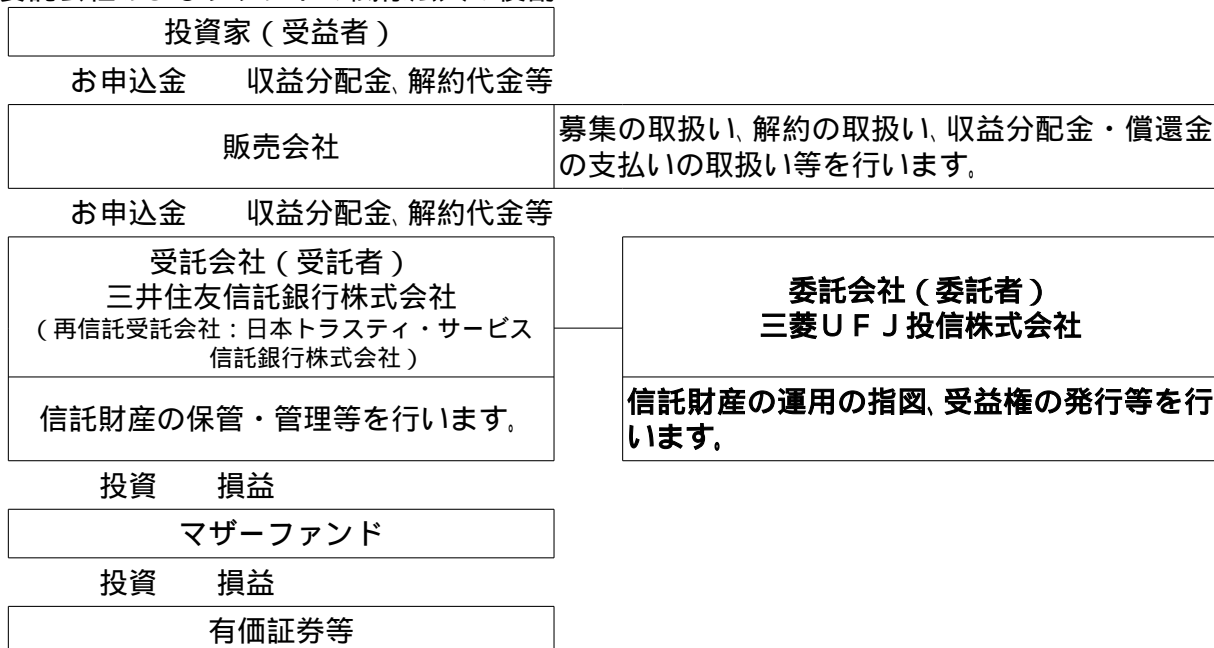 投資家(受益者)
お申込金 収益分配金、解約代金等
販売会社
募集の取扱い、解約の取扱い、収益分配金・償還金
の支払いの取扱い等を行います。
お申込金 収益分配金、解約代金等
受託会社(受託者)
三井住友信託銀行株式会社
(再信託受託会社:日本トラスティ・サービス
信託銀行株式会社)
委託会社(委託者)
三菱UFJ投信株式会社
信託財産の保管・管理等を行います。
信託財産の運用の指図、受益権の発行等を行
います。
投資 損益
マザーファンド
投資 損益
有価証券等